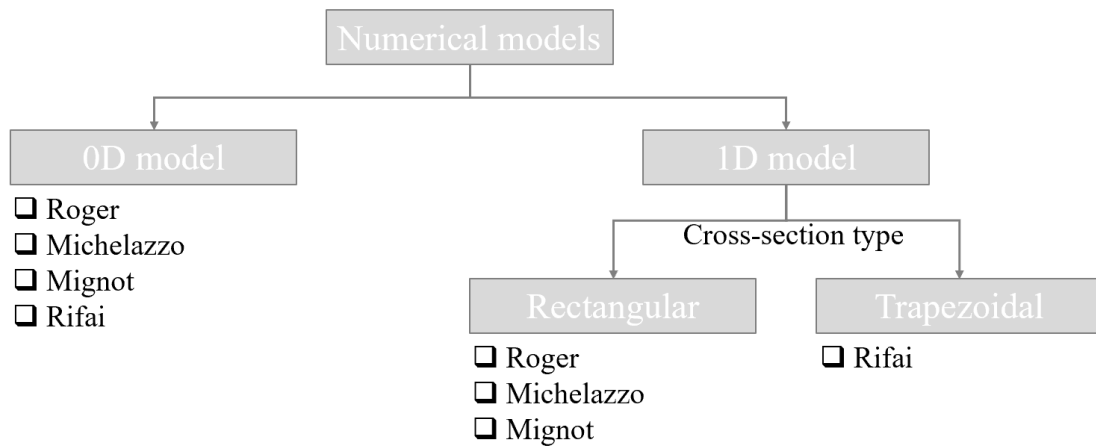 Numerical models
0D model
1D model
❑ Roger
❑ Michelazzo
❑ Mignot
❑ Rifai
Cross-section type
Rectangular
Trapezoidal
❑ Roger
❑ Michelazzo
❑ Mignot
❑ Rifai